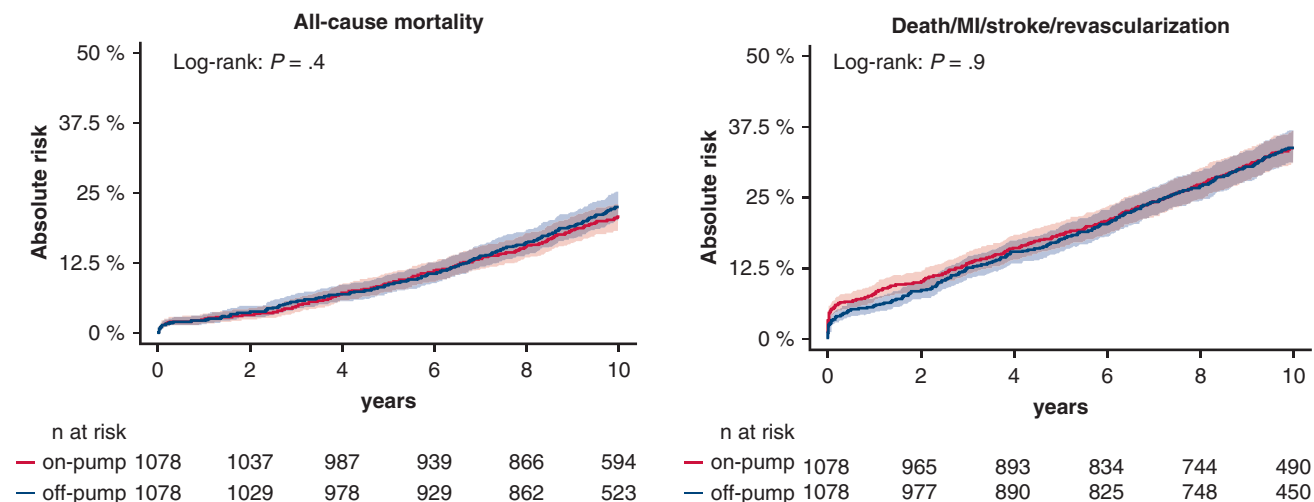 All-cause mortality
50 %
37.5 %
25 %
12.5 %
0 %
Absolute risk
Log-rank: P = .4
0 2 4 6 8 10
years
n at risk
on-pump 1078 1037 987 939 866 594
off-pump 1078 1029 978 929 862 523
Death/MI/stroke/revascularization
50 %
37.5 %
25 %
12.5 %
0 %
Absolute risk
Log-rank: P = .9
0 2 4 6 8 10
years
n at risk
on-pump 1078 965 893 834 744 490
off-pump 1078 977 890 825 748 450